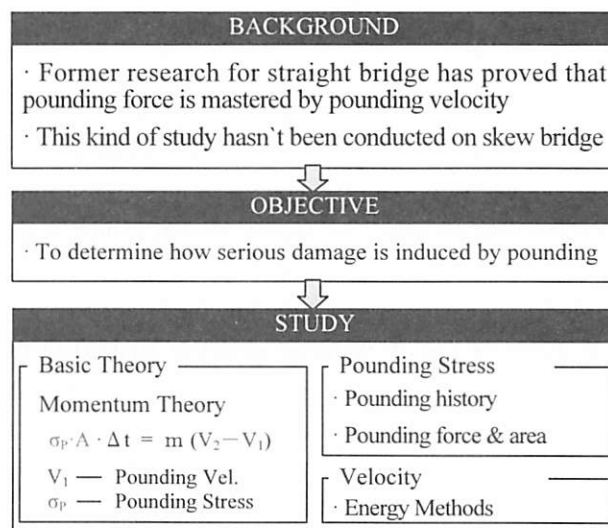 BACKGROUND
· Former research for straight bridge has proved that
pounding force is mastered by pounding velocity
· This kind of study hasn`t been conducted on skew bridge
OBJECTIVE
· To determine how serious damage is induced by pounding
STUDY
Basic Theory
Momentum Theory
σ_P·A · Δt = m (V₂−V₁)
V₁ — Pounding Vel.
σ_P — Pounding Stress
Pounding Stress
· Pounding history
· Pounding force & area
Velocity
· Energy Methods